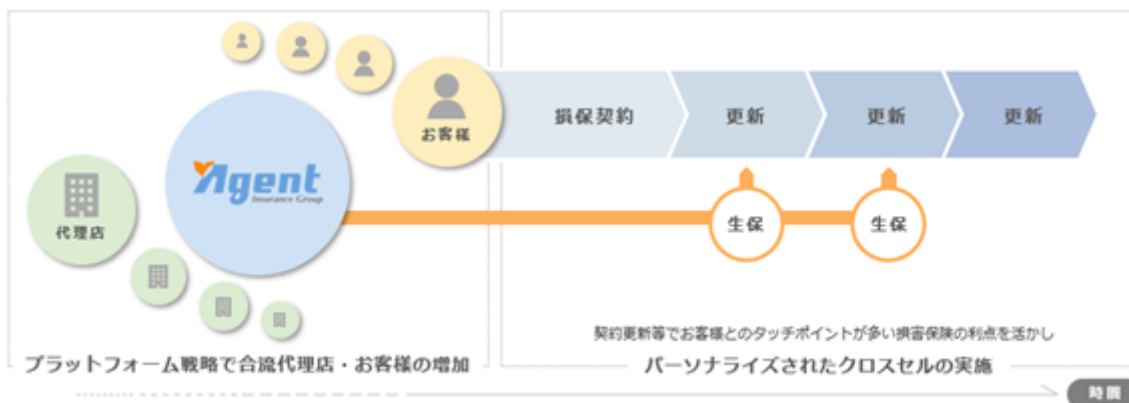 お客様
損保契約
更新
更新
更新
Agent
Insurance Group
代理店
生保
生保
契約更新等でお客様とのタッチポイントが多い損害保険の利点を活かし
プラットフォーム戦略で合流代理店・お客様の増加
パーソナライズされたクロスセルの実施
時間